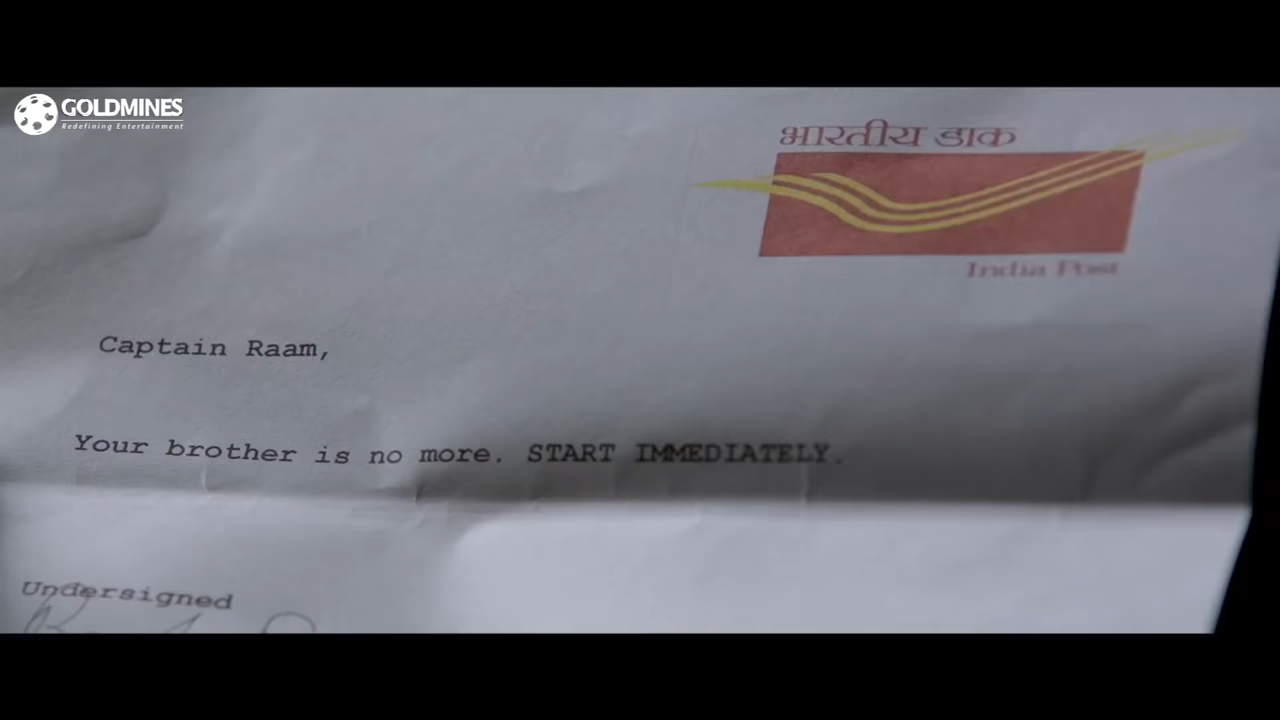 GOLDMINES
Redefining Entertainment
भारतीय डाक
India Post
Captain Raam,
Your brother is no more. START IMMEDIATELY.
Undersigned